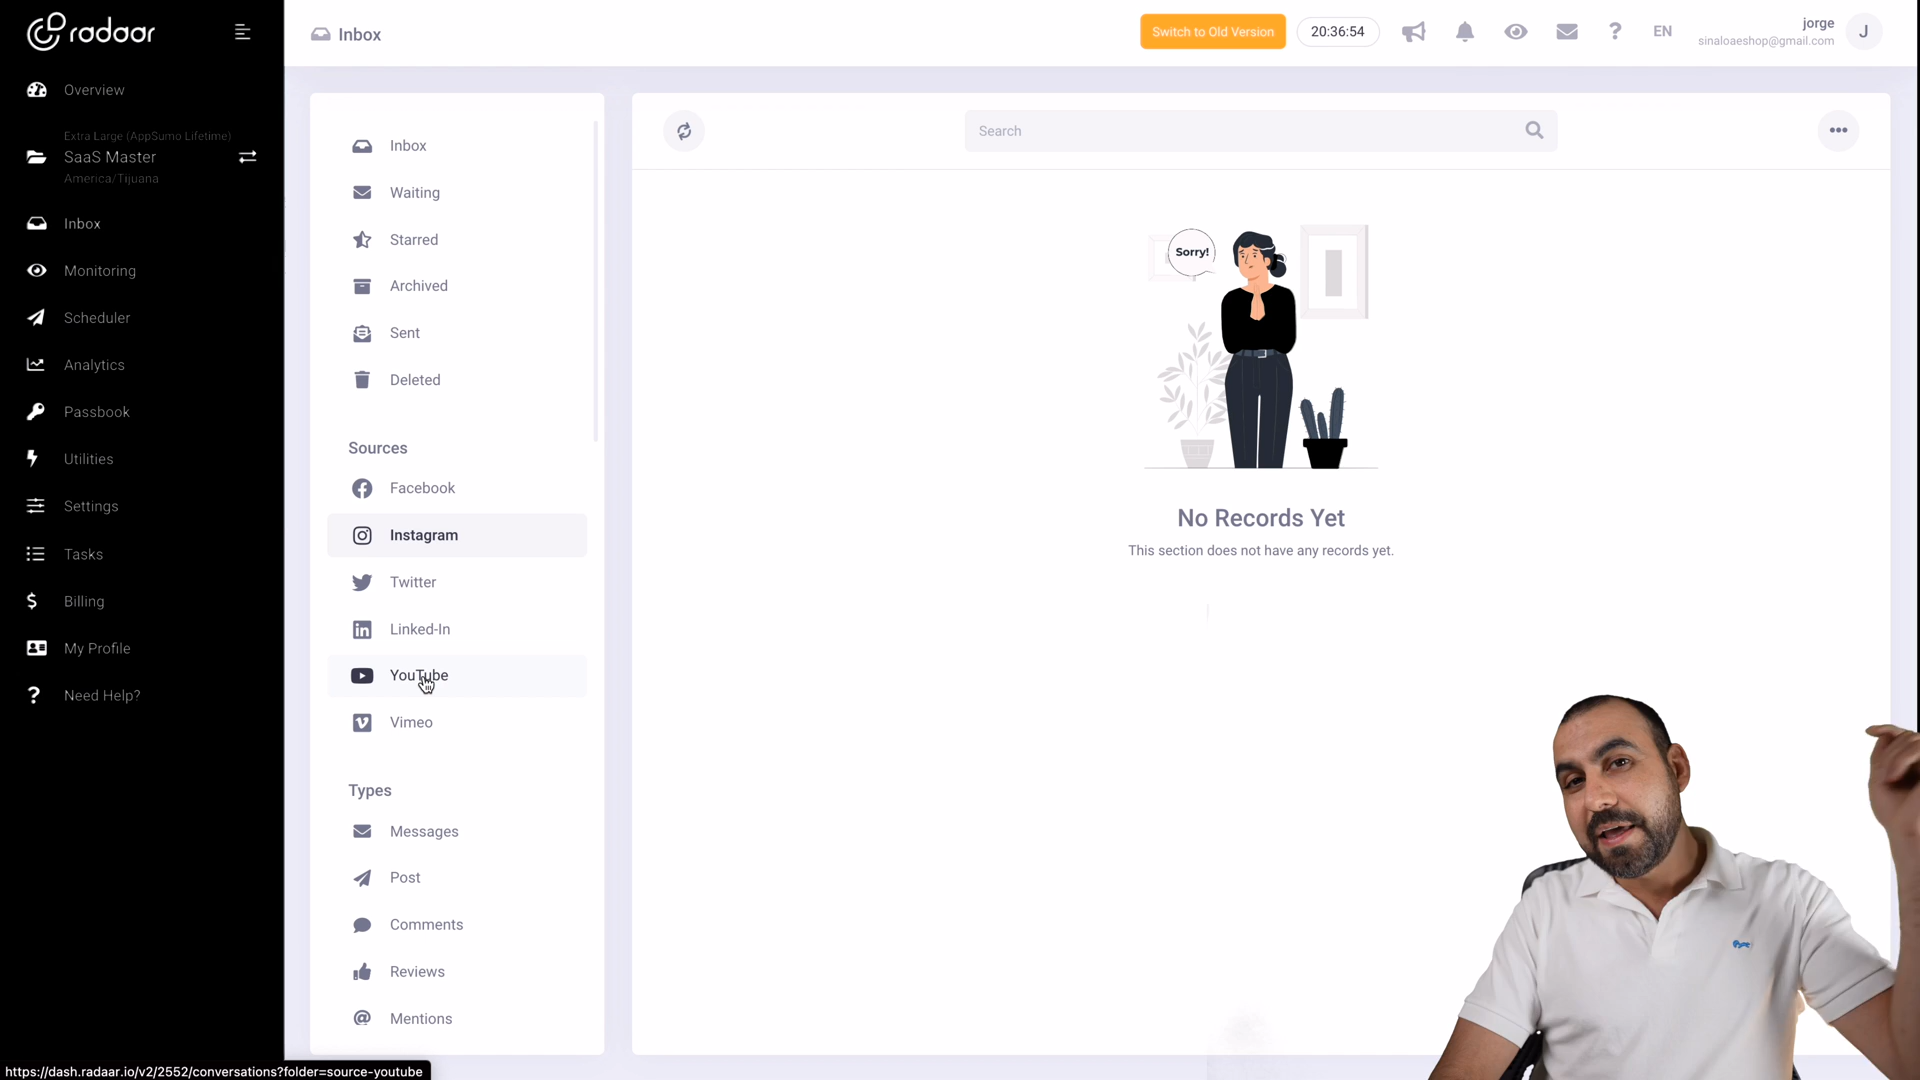 radaar
Overview
Extra Large (AppSumo Lifetime)
SaaS Master
America/Tijuana
Inbox
Monitoring
Scheduler
Analytics
Passbook
Utilities
Settings
Tasks
Billing
My Profile
Need Help?
Inbox
Switch to Old Version
20:36:54
EN
jorge
sinaloaeshop@gmail.com
J
Inbox
Waiting
Starred
Archived
Sent
Deleted
Sources
Facebook
Instagram
Twitter
Linked-In
YouTube
Vimeo
Types
Messages
Post
Comments
Reviews
Mentions
Search
Sorry!
No Records Yet
This section does not have any records yet.
https://dash.radaar.io/v2/2552/conversations?folder=source-youtube